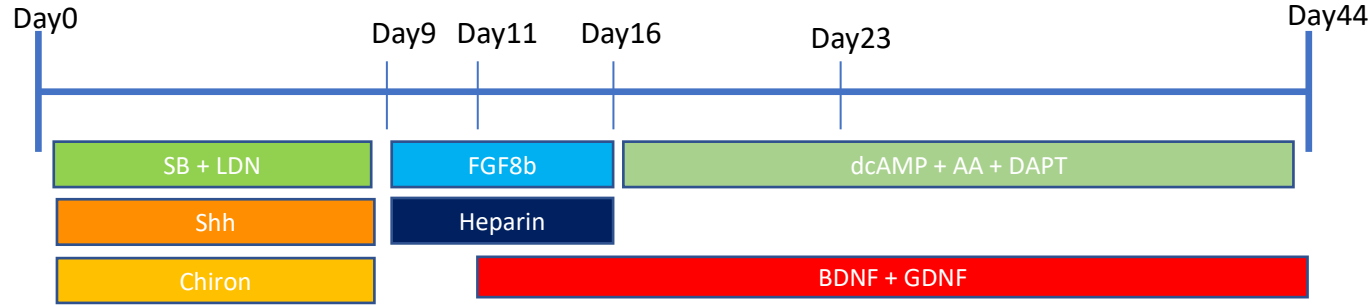 Day0
Day9
Day11
Day16
Day23
Day44
SB + LDN
FGF8b
dcAMP + AA + DAPT
Shh
Heparin
Chiron
BDNF + GDNF